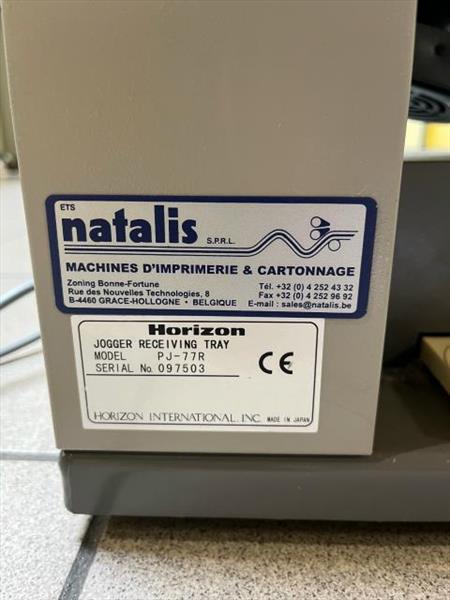 ETS
natalis S.P.R.L.
MACHINES D'IMPRIMERIE & CARTONNAGE
Zoning Bonne-Fortune
Rue des Nouvelles Technologies, 8
B-4460 GRACE-HOLLOGNE • BELGIQUE
Tél. +32 (0) 4 252 43 32
Fax +32 (0) 4 252 96 92
E-mail : sales@natalis.be
Horizon
JOGGER RECEIVING TRAY
MODEL PJ-77R
SERIAL No. 097503
CE
HORIZON INTERNATIONAL, INC. MADE IN JAPAN